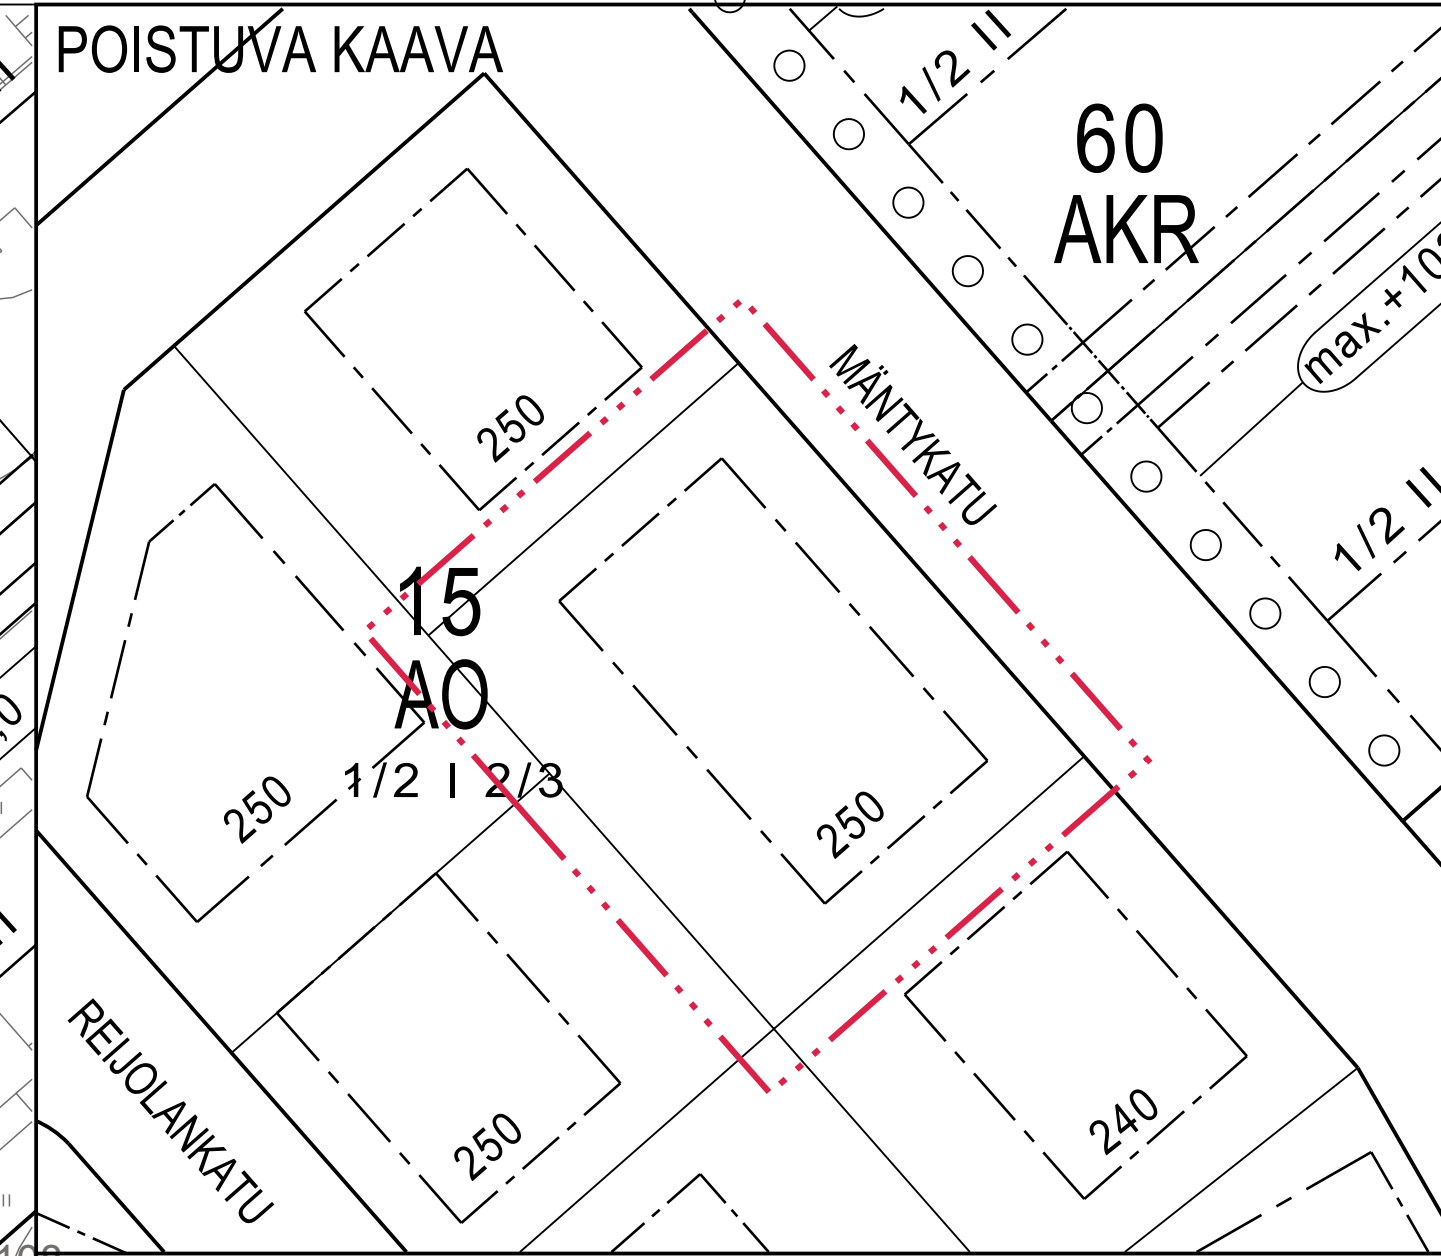 POISTUVA KAAVA
1/2 II
60
AKR
max.+10
MÄNTYKATU
250
1/2 II
15
AO
1/2 I 2/3
250
250
REIJOLANKATU
250
240